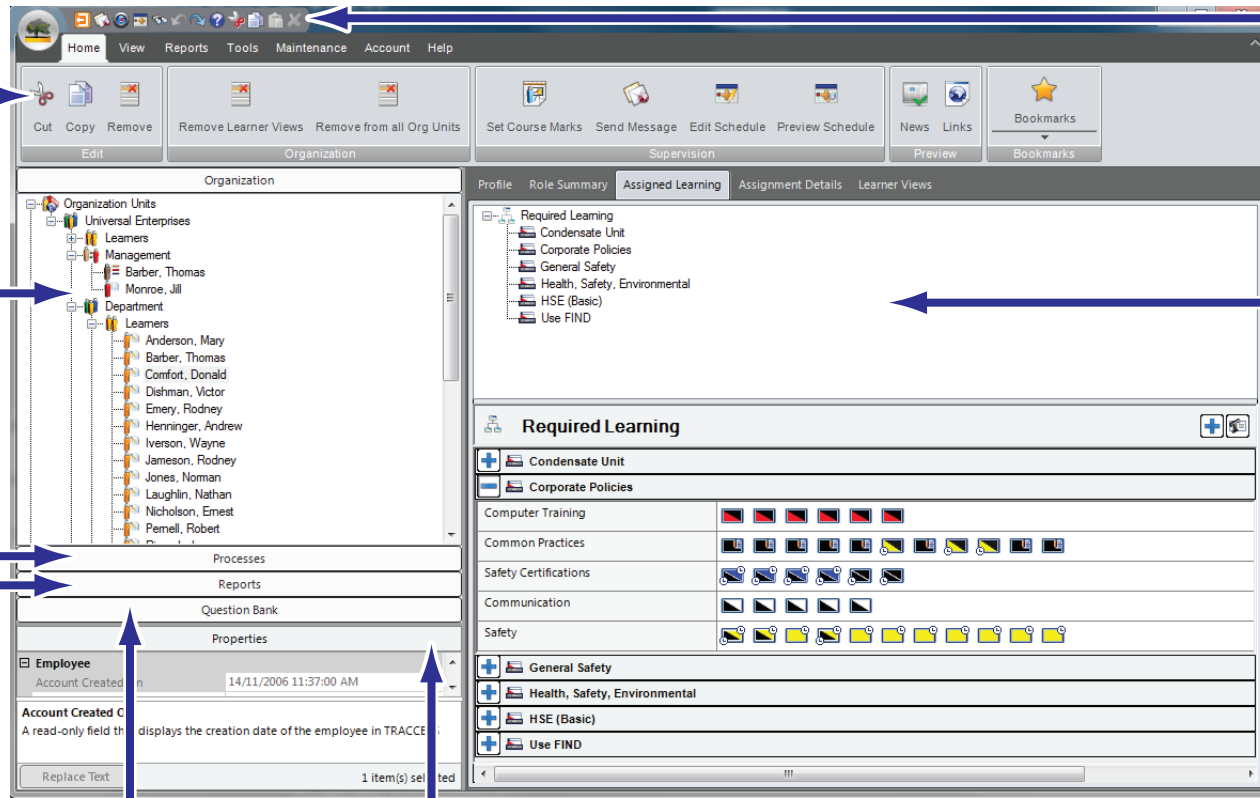 Home View Reports Tools Maintenance Account Help
Cut Copy Remove Remove Learner Views Remove from all Org Units Set Course Marks Send Message Edit Schedule Preview Schedule News Links Bookmarks
Edit Organization Supervision Preview Bookmarks
Organization
Organization Units
Universal Enterprises
Learners
Management
Barber, Thomas
Monroe, Jill
Department
Learners
Anderson, Mary
Barber, Thomas
Comfort, Donald
Dishman, Victor
Emery, Rodney
Henninger, Andrew
Iverson, Wayne
Jameson, Rodney
Jones, Norman
Laughlin, Nathan
Nicholson, Ernest
Pernell, Robert
Processes
Reports
Question Bank
Properties
Employee
Account Created On 14/11/2006 11:37:00 AM
Account Created
A read-only field that displays the creation date of the employee in
Replace Text 1 item(s) selected
Profile Role Summary Assigned Learning Assignment Details Learner Views
Required Learning
Condensate Unit
Corporate Policies
General Safety
Health, Safety, Environmental
HSE (Basic)
Use FIND
Required Learning
Condensate Unit
Corporate Policies
Computer Training
Common Practices
Safety Certifications
Communication
Safety
General Safety
Health, Safety, Environmental
HSE (Basic)
Use FIND